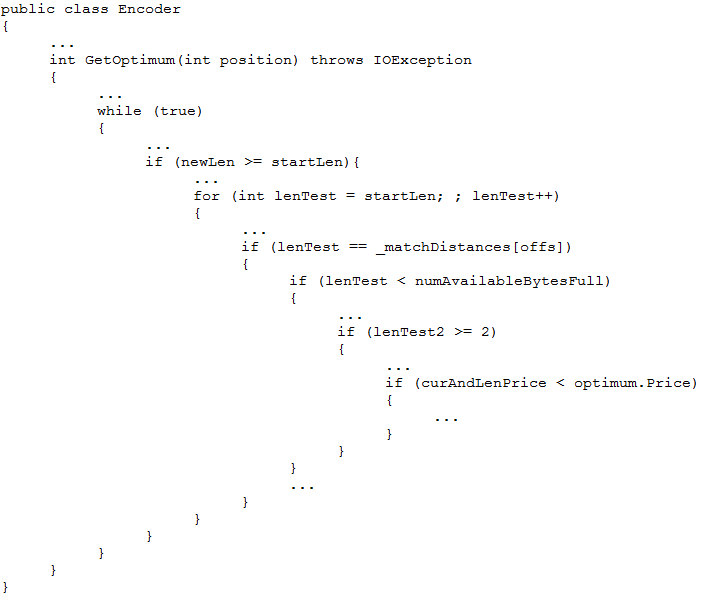 public class Encoder
{
...
int GetOptimum(int position) throws IOException
{
...
while (true)
{
...
if (newLen >= startLen){
...
for (int lenTest = startLen; ; lenTest++)
{
...
if (lenTest == _matchDistances[offs])
{
if (lenTest < numAvailableBytesFull)
{
...
if (lenTest2 >= 2)
{
...
if (curAndLenPrice < optimum.Price)
{
...
}
}
}
...
}
}
}
}
}
}